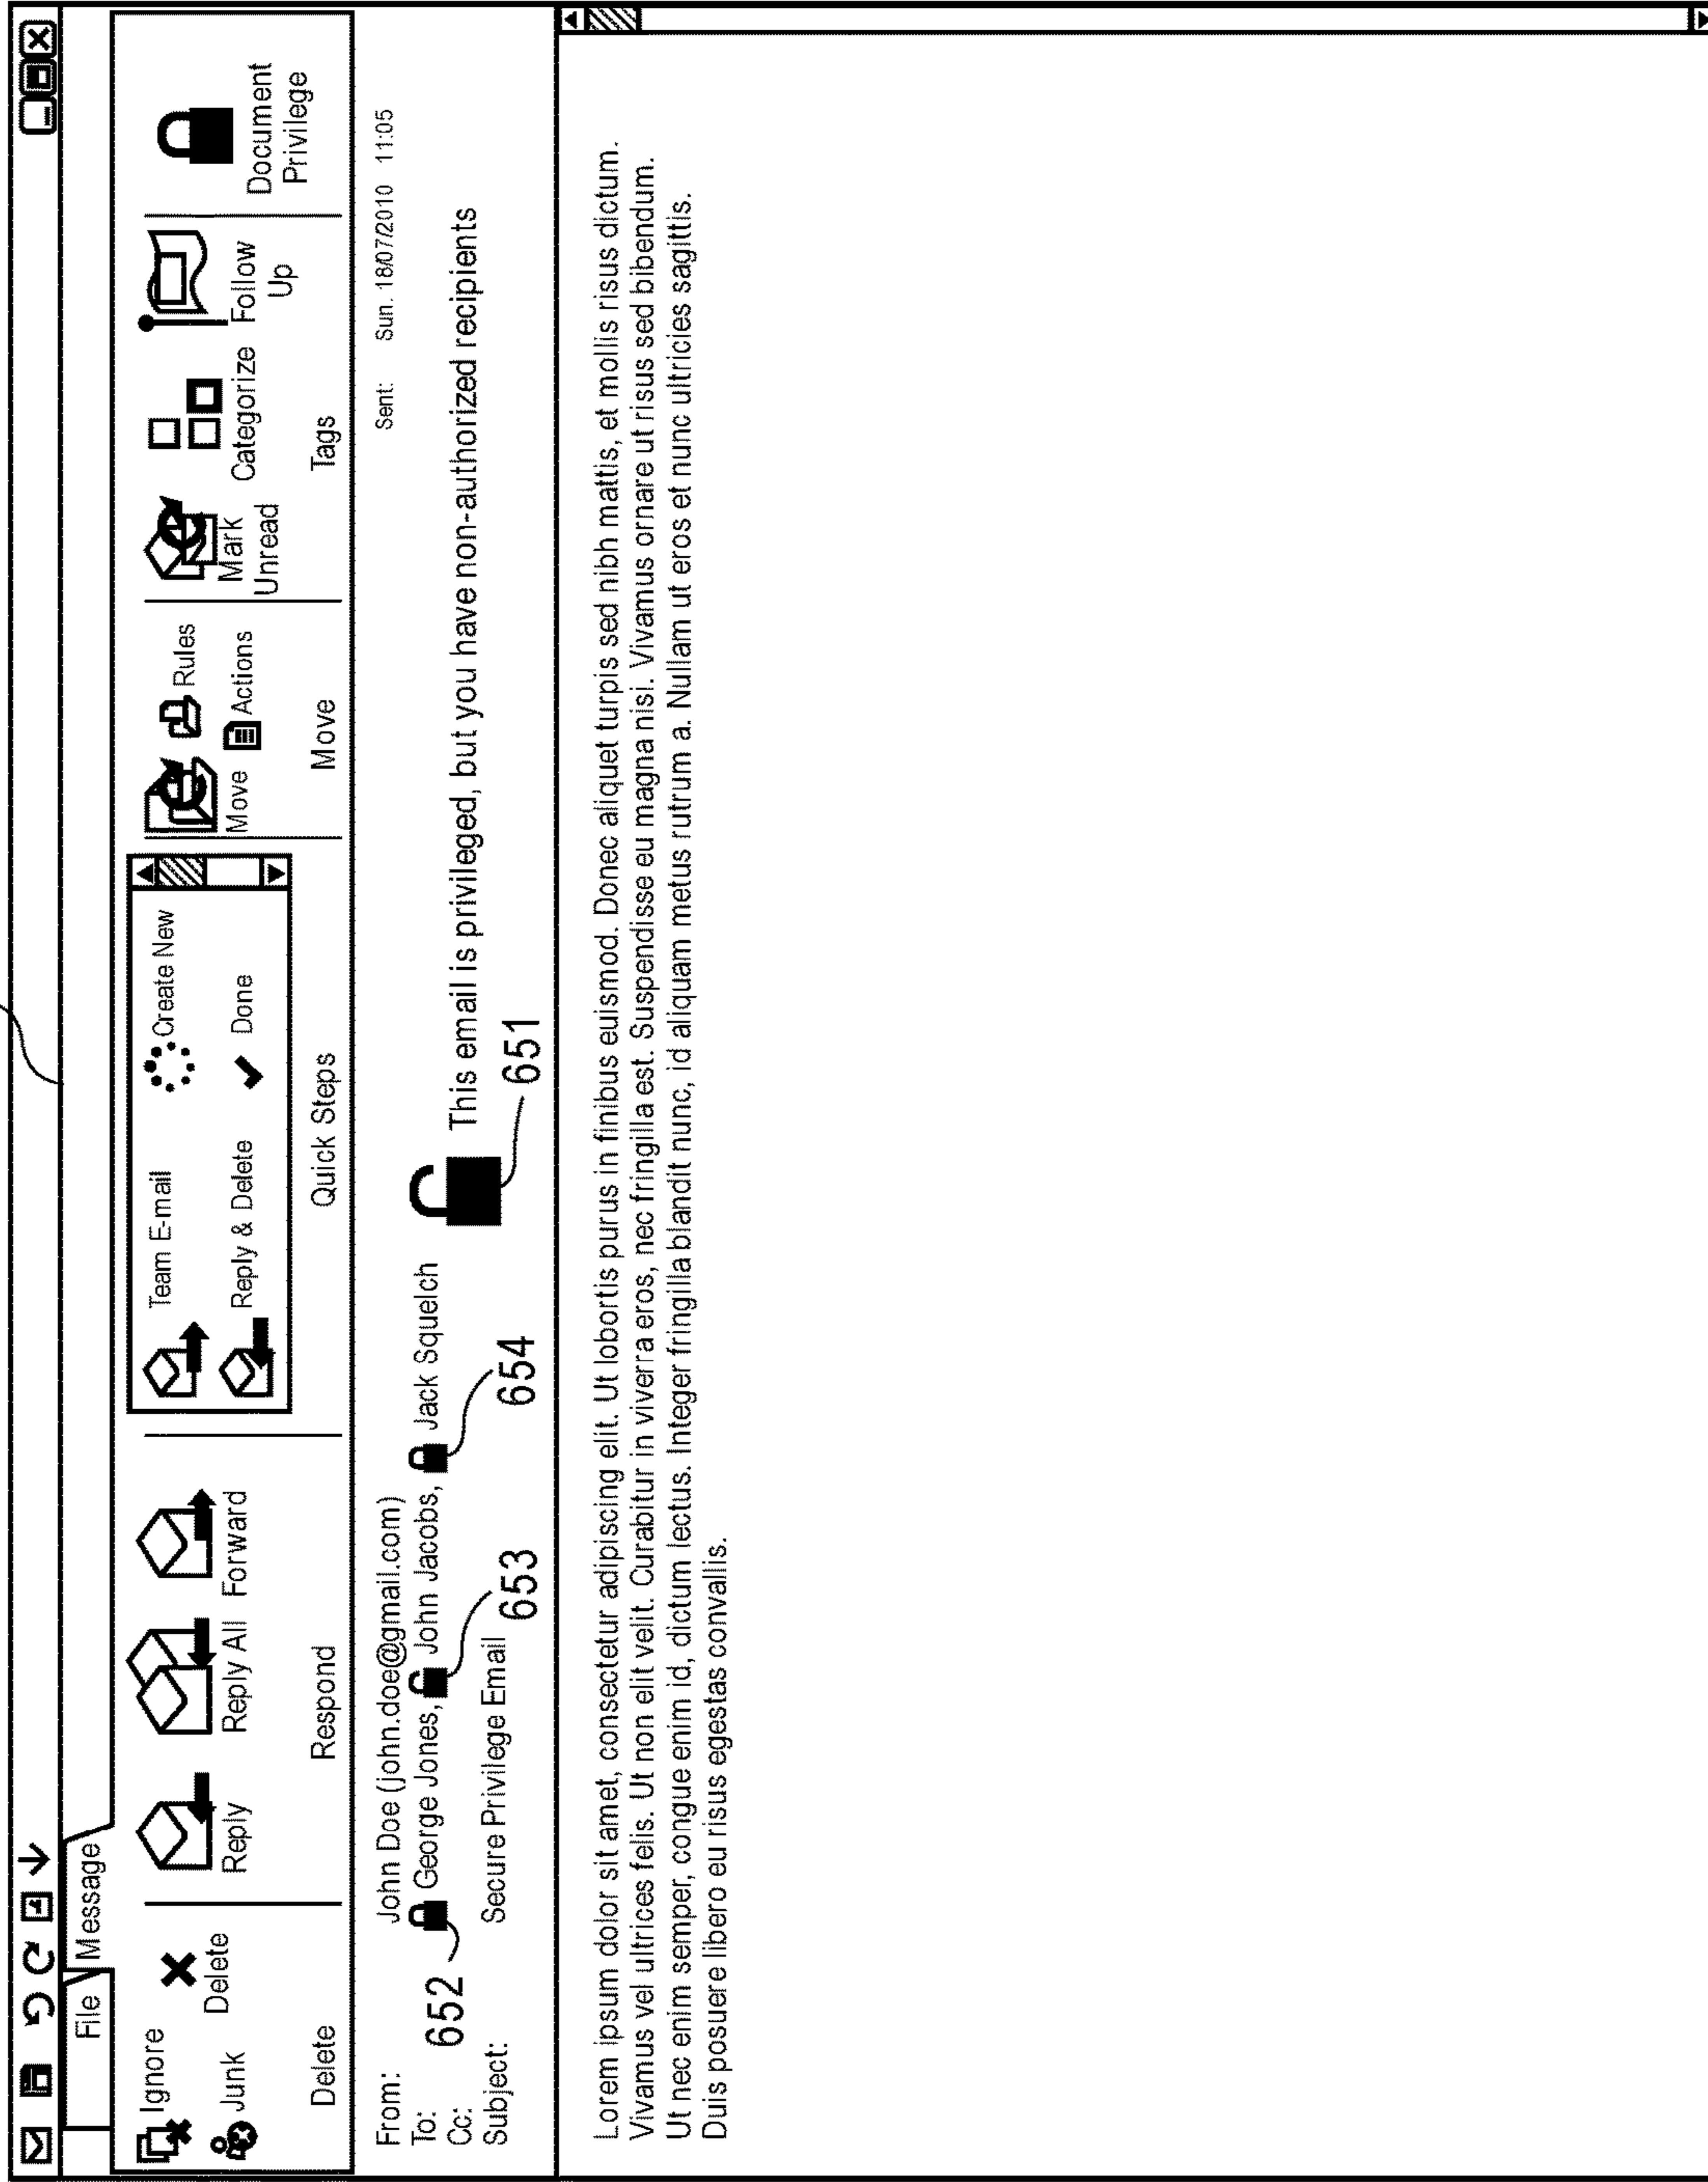 File Message
Ignore
Junk
Delete
Delete
Reply
Reply All
Forward
Respond
Team E-mail
Create New
Reply & Delete
Done
Quick Steps
Move
Rules
Actions
Move
Mark
Unread
Categorize
Follow
Up
Tags
Document
Privilege
From: John Doe (john.doe@gmail.com)
Sent: Sun. 18/07/2010 11:05
To: George Jones, John Jacobs, Jack Squelch
Cc:
Subject: Secure Privilege Email
This email is privileged, but you have non-authorized recipients
652
653
654
651
Lorem ipsum dolor sit amet, consectetur adipiscing elit. Ut lobortis purus in finibus euismod. Donec aliquet turpis sed nibh mattis, et mollis risus dictum.
Vivamus vel ultrices felis. Ut non elit velit. Curabitur in viverra eros, nec fringilla est. Suspendisse eu magna nisi. Vivamus ornare ut risus sed bibendum.
Ut nec enim semper, congue enim id, dictum lectus. Integer fringilla blandit nunc, id aliquam metus rutrum a. Nullam ut eros et nunc ultricies sagittis.
Duis posuere libero eu risus egestas convallis.